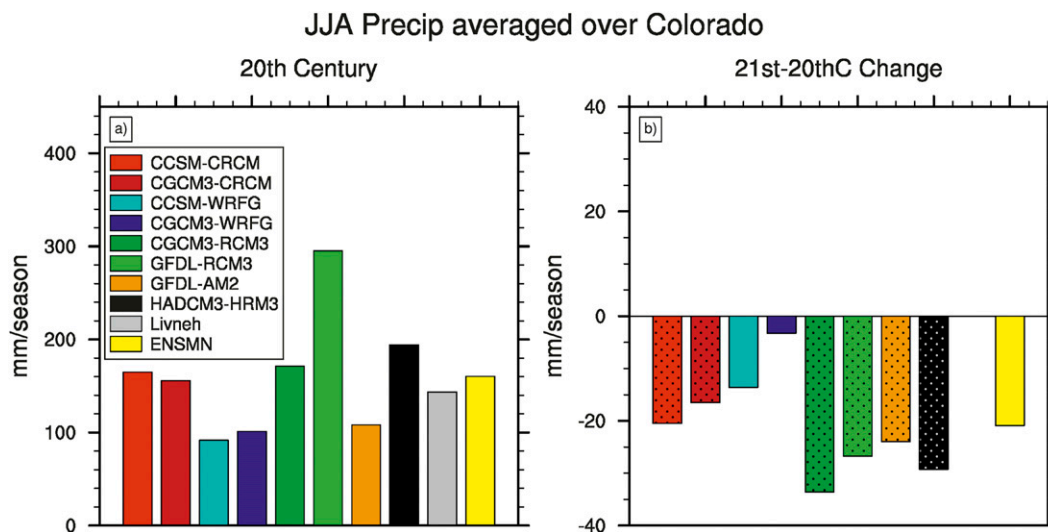 JJA Precip averaged over Colorado
20th Century
a)
CCSM-CRCM
CGCM3-CRCM
CCSM-WRFG
CGCM3-WRFG
CGCM3-RCM3
GFDL-RCM3
GFDL-AM2
HADCM3-HRM3
Livneh
ENSMN
400
300
200
100
0
mm/season
21st-20thC Change
b)
40
20
0
-20
-40
mm/season